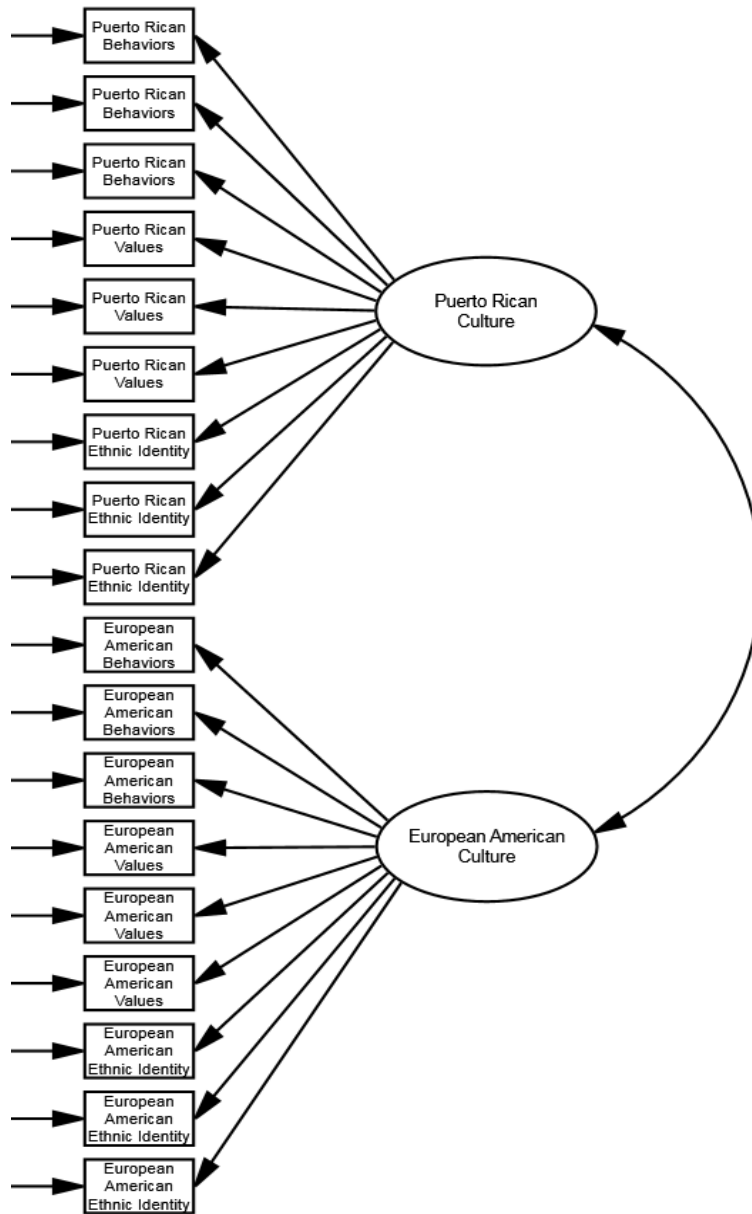 Puerto Rican
Behaviors
Puerto Rican
Behaviors
Puerto Rican
Behaviors
Puerto Rican
Values
Puerto Rican
Values
Puerto Rican
Values
Puerto Rican
Ethnic Identity
Puerto Rican
Ethnic Identity
Puerto Rican
Ethnic Identity
European
American
Behaviors
European
American
Behaviors
European
American
Behaviors
European
American
Values
European
American
Values
European
American
Values
European
American
Ethnic Identity
European
American
Ethnic Identity
European
American
Ethnic Identity
Puerto Rican
Culture
European American
Culture